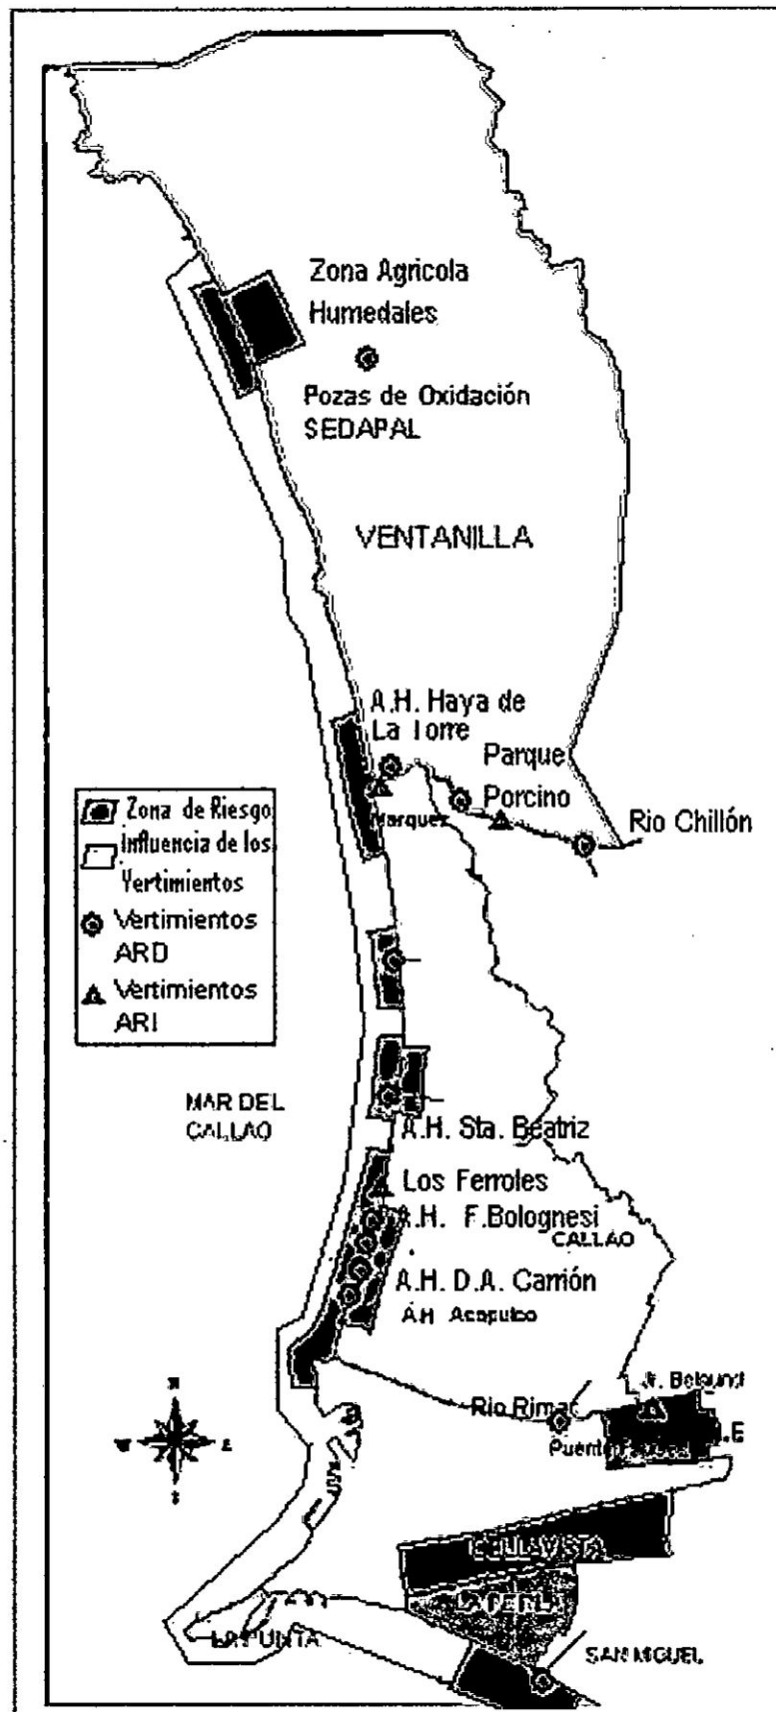 Zona Agricola
Humedales
Pozas de Oxidación
SEDAPAL
VENTANILLA
A.H. Haya de
La Torre
Parque
Porcino
Marquez
Rio Chillón
Zona de Riesgo
Influencia de los
Vertimientos
Vertimientos
ARD
Vertimientos
ARI
MAR DEL
CALLAO
A.H. Sta. Beatriz
Los Ferroles
A.H. F.Bolognesi
CALLAO
A.H. D.A. Carrión
A.H Acapulco
Rio Rimac
Puente
BELLAVISTA
LA PERLA
LA PUNTA
SAN MIGUEL